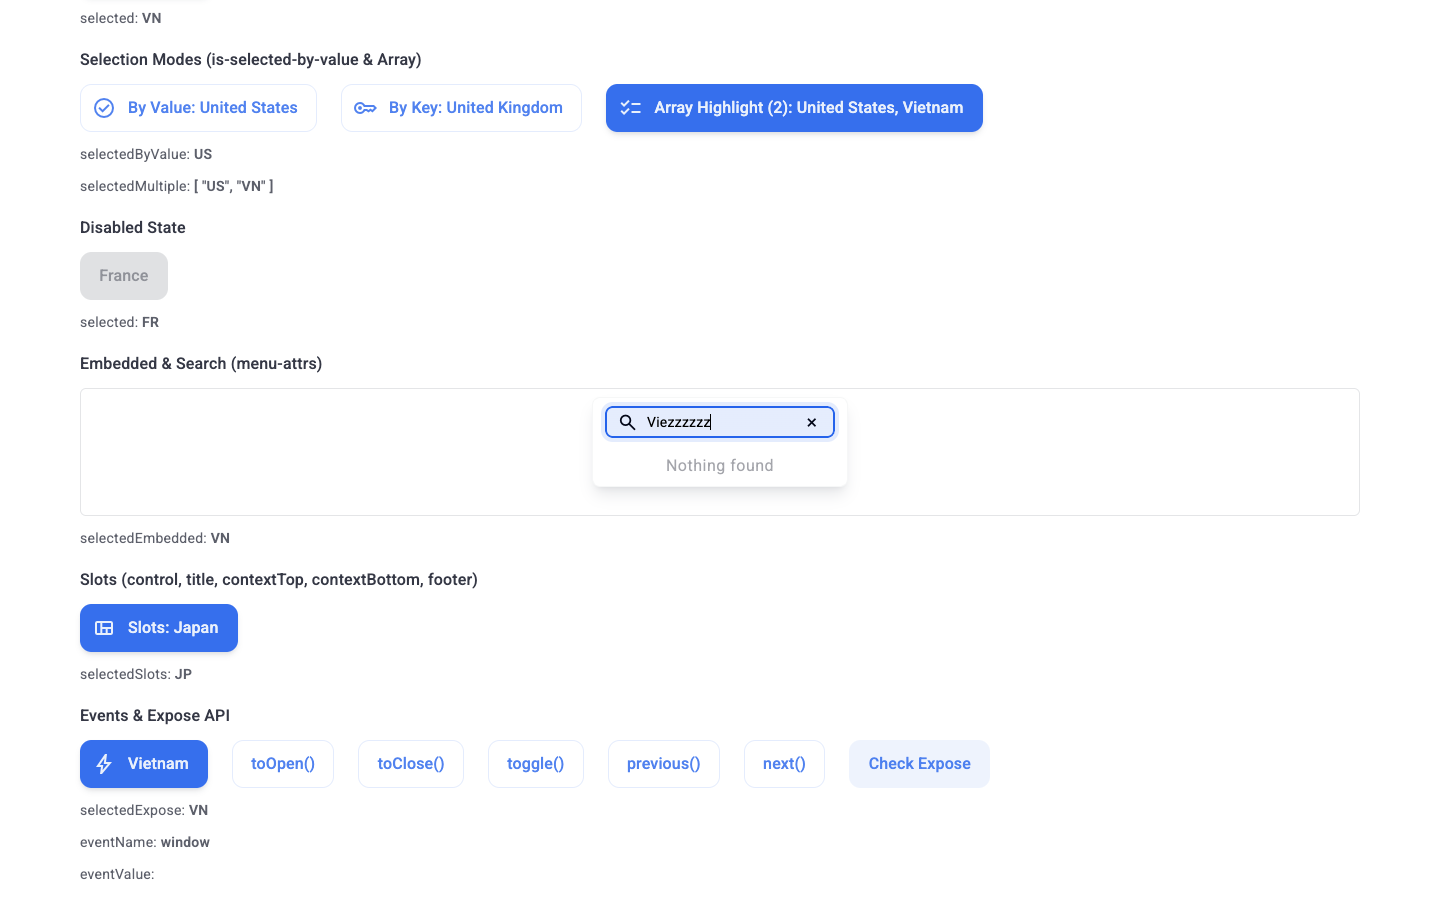 selected: VN
Selection Modes (is-selected-by-value & Array)
By Value: United States
By Key: United Kingdom
Array Highlight (2): United States, Vietnam
selectedByValue: US
selectedMultiple: [ "US", "VN" ]
Disabled State
France
selected: FR
Embedded & Search (menu-attrs)
Viezzzzzz
Nothing found
selectedEmbedded: VN
Slots (control, title, contextTop, contextBottom, footer)
Slots: Japan
selectedSlots: JP
Events & Expose API
Vietnam
toOpen()
toClose()
toggle()
previous()
next()
Check Expose
selectedExpose: VN
eventName: window
eventValue: